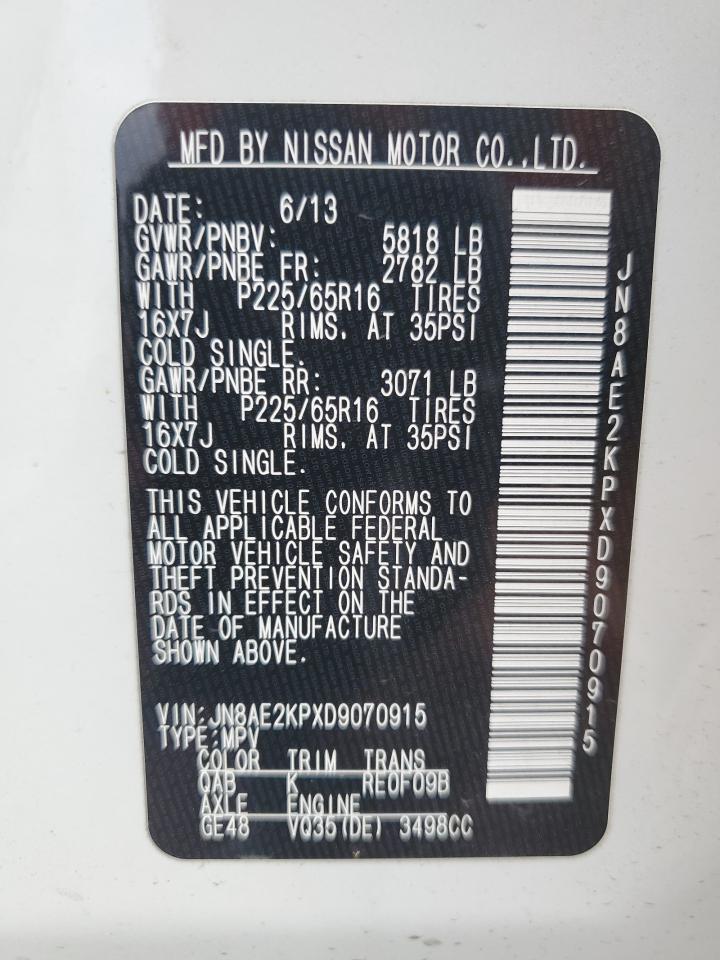 MFD BY NISSAN MOTOR CO.,LTD.
DATE: 6/13
GVWR/PNBV: 5818 LB
GAWR/PNBE FR: 2782 LB
WITH P225/65R16 TIRES
16X7J RIMS. AT 35PSI
COLD SINGLE.
GAWR/PNBE RR: 3071 LB
WITH P225/65R16 TIRES
16X7J RIMS. AT 35PSI
COLD SINGLE.
THIS VEHICLE CONFORMS TO
ALL APPLICABLE FEDERAL
MOTOR VEHICLE SAFETY AND
THEFT PREVENTION STANDA-
RDS IN EFFECT ON THE
DATE OF MANUFACTURE
SHOWN ABOVE.
VIN:JN8AE2KPXD9070915
TYPE:MPV
COLOR TRIM TRANS
QAB K RE0F09B
AXLE ENGINE
GE48 VQ35(DE) 3498CC
JN8AE2KPXD9070915